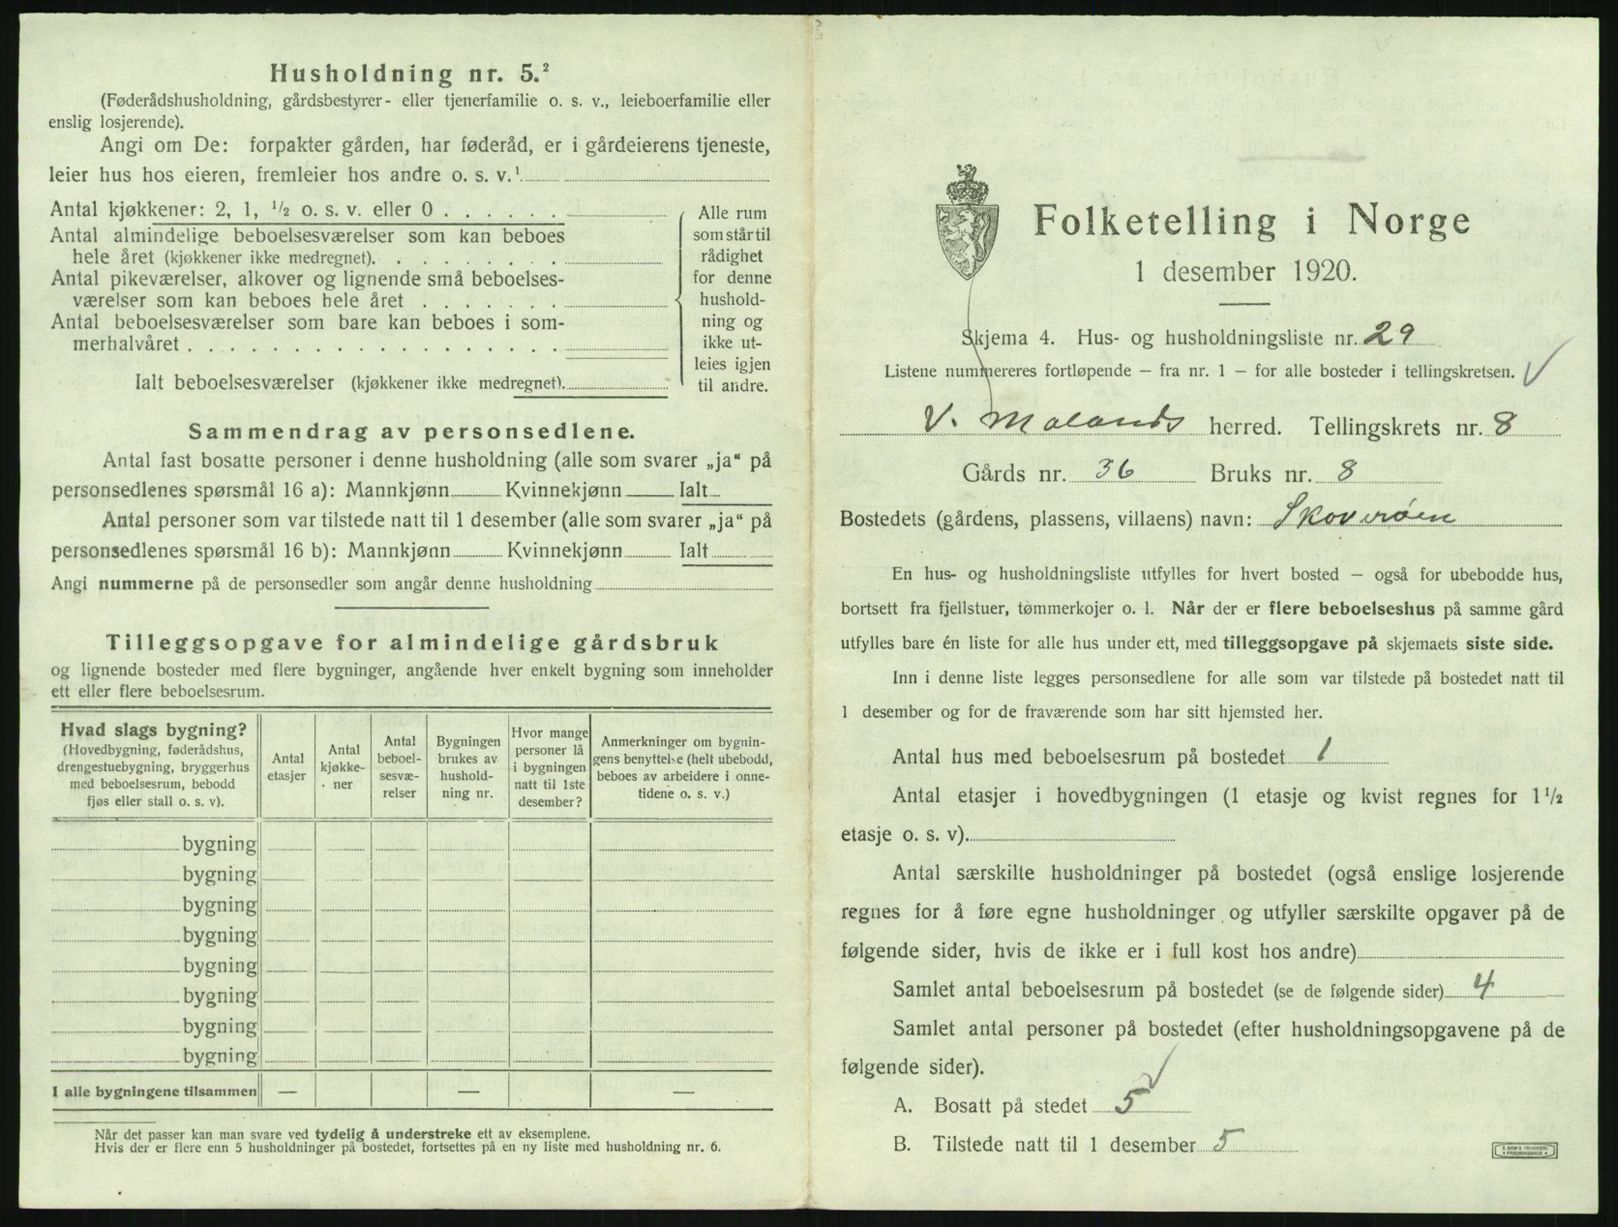 Husholdning nr. 5.²
(Føderådshusholdning, gårdsbestyrer- eller tjenerfamilie o. s. v., leieboerfamilie eller
enslig losjerende).
Angi om De: forpakter gården, har føderåd, er i gårdeierens tjeneste,
leier hus hos eieren, fremleier hos andre o. s. v.¹
Antal kjøkkener: 2, 1, ½ o. s. v. eller 0
Antal almindelige beboelsesværelser som kan beboes
hele året (kjøkkener ikke medregnet).
Antal pikeværelser, alkover og lignende små beboelses-
værelser som kan beboes hele året
Antal beboelsesværelser som bare kan beboes i som-
merhalvåret
Ialt beboelsesværelser (kjøkkener ikke medregnet).
Alle rum
som står til
rådighet
for denne
hushold-
ning og
ikke ut-
leies igjen
til andre.
Sammendrag av personsedlene.
Antal fast bosatte personer i denne husholdning (alle som svarer „ja“ på
personsedlenes spørsmål 16 a): Mannkjønn Kvinnekjønn Ialt
Antal personer som var tilstede natt til 1 desember (alle som svarer „ja“ på
personsedlenes spørsmål 16 b): Mannkjønn Kvinnekjønn Ialt
Angi nummerne på de personsedler som angår denne husholdning
Tilleggsopgave for almindelige gårdsbruk
og lignende bosteder med flere bygninger, angående hver enkelt bygning som inneholder
ett eller flere beboelsesrum.
Hvad slags bygning?
(Hovedbygning, føderådshus,
drengestuebygning, bryggerhus
med beboelsesrum, bebodd
fjøs eller stall o. s. v).
Antal
etasjer
Antal
kjøkke-
ner
Antal
beboel-
sesvæ-
relser
Bygningen
brukes av
hushold-
ning nr.
Hvor mange
personer lå
i bygningen
natt til 1ste
desember?
Anmerkninger om bygnin-
gens benyttelse (helt ubebodd,
beboes av arbeidere i onne-
tidene o. s. v.)
bygning
bygning
bygning
bygning
bygning
bygning
bygning
bygning
I alle bygningene tilsammen — — —
Når det passer kan man svare ved tydelig å understreke ett av eksemplene.
Hvis der er flere enn 5 husholdninger på bostedet, fortsettes på en ny liste med husholdning nr. 6.
Folketelling i Norge
1 desember 1920.
Skjema 4. Hus- og husholdningsliste nr. 29
Listene nummereres fortløpende – fra nr. 1 – for alle bosteder i tellingskretsen.
V. Molands herred. Tellingskrets nr. 8
Gårds nr. 36 Bruks nr. 8
Bostedets (gårdens, plassens, villaens) navn: Skoverøen
En hus- og husholdningsliste utfylles for hvert bosted – også for ubebodde hus,
bortsett fra fjellstuer, tømmerkojer o. l. Når der er flere beboelseshus på samme gård
utfylles bare én liste for alle hus under ett, med tilleggsopgave på skjemaets siste side.
Inn i denne liste legges personsedlene for alle som var tilstede på bostedet natt til
1 desember og for de fraværende som har sitt hjemsted her.
Antal hus med beboelsesrum på bostedet 1
Antal etasjer i hovedbygningen (1 etasje og kvist regnes for 1½
etasje o. s. v).
Antal særskilte husholdninger på bostedet (også enslige losjerende
regnes for å føre egne husholdninger og utfyller særskilte opgaver på de
følgende sider, hvis de ikke er i full kost hos andre)
Samlet antal beboelsesrum på bostedet (se de følgende sider) 4
Samlet antal personer på bostedet (efter husholdningsopgavene på de
følgende sider).
A. Bosatt på stedet 5
B. Tilstede natt til 1 desember 5